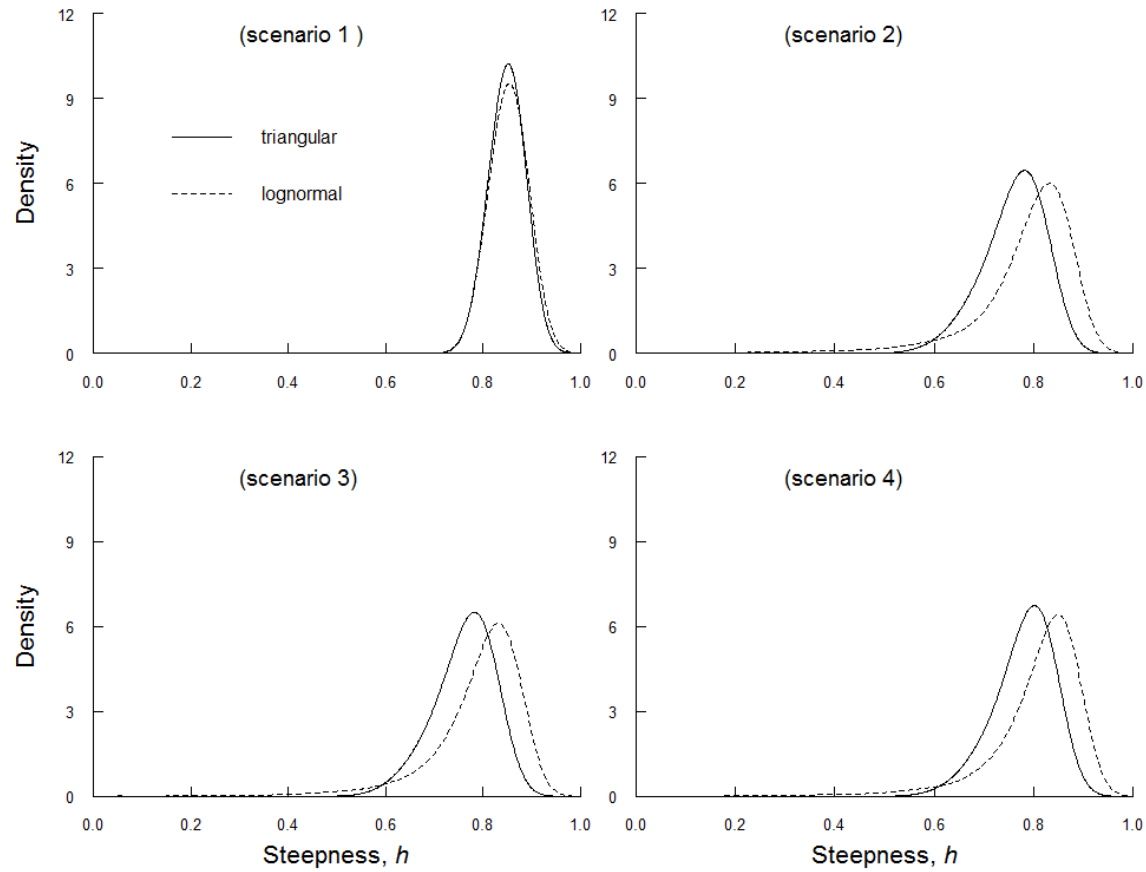 (scenario 1 )
(scenario 2)
12
9
6
3
0
Density
triangular
lognormal
0.0 0.2 0.4 0.6 0.8 1.0
12
9
6
3
0
0.0 0.2 0.4 0.6 0.8 1.0
(scenario 3)
(scenario 4)
12
9
6
3
0
Density
0.0 0.2 0.4 0.6 0.8 1.0
Steepness, h
12
9
6
3
0
0.0 0.2 0.4 0.6 0.8 1.0
Steepness, h